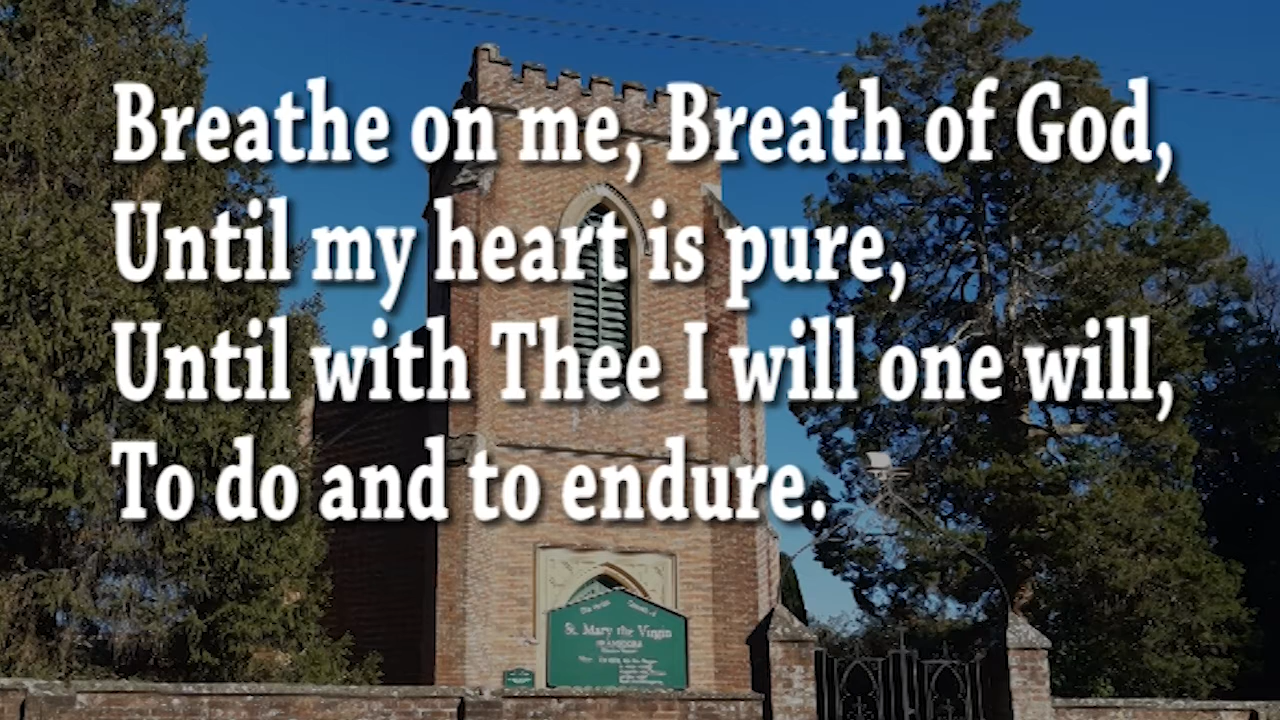 Breathe on me, Breath of God,
Until my heart is pure,
Until with Thee I will one will,
To do and to endure.
St. Mary the Virgin